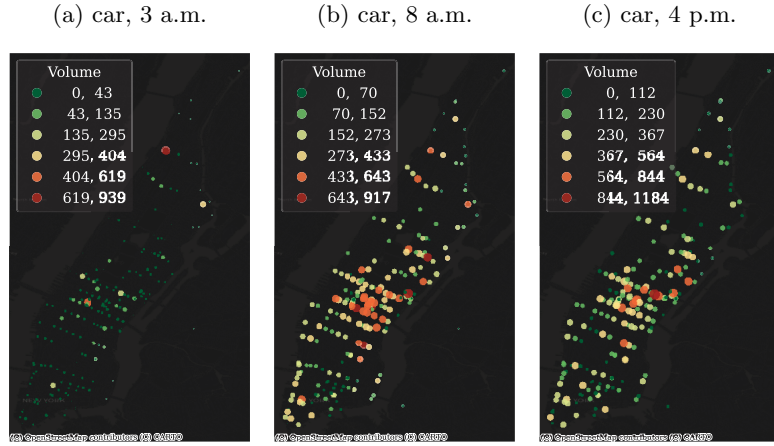 (a) car, 3 a.m.
Volume
0, 43
43, 135
135, 295
295, 404
404, 619
619, 939
(C) OpenStreetMap contributors (C) CARTO
(b) car, 8 a.m.
Volume
0, 70
70, 152
152, 273
273, 433
433, 643
643, 917
(C) OpenStreetMap contributors (C) CARTO
(c) car, 4 p.m.
Volume
0, 112
112, 230
230, 367
367, 564
564, 844
844, 1184
(C) OpenStreetMap contributors (C) CARTO